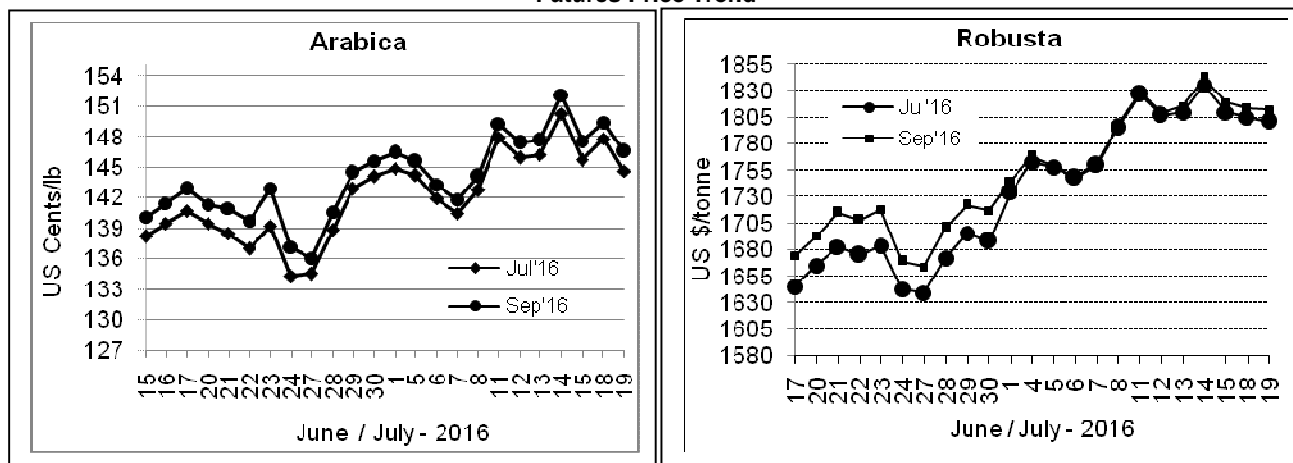 Futures Price Trend
Arabica
154
151
148
145
142
139
136
133
130
127
US Cents/lb
Jul'16
Sep'16
15 16 17 20 21 22 23 24 27 28 29 30 1 4 5 6 7 8 11 12 13 14 15 18 19
June / July - 2016
Robusta
1855
1830
1805
1780
1755
1730
1705
1680
1655
1630
1605
1580
US $/tonne
Ju '16
Sep'16
17 20 21 22 23 24 27 28 29 30 1 4 5 6 7 8 11 12 13 14 15 18 19
June / July - 2016